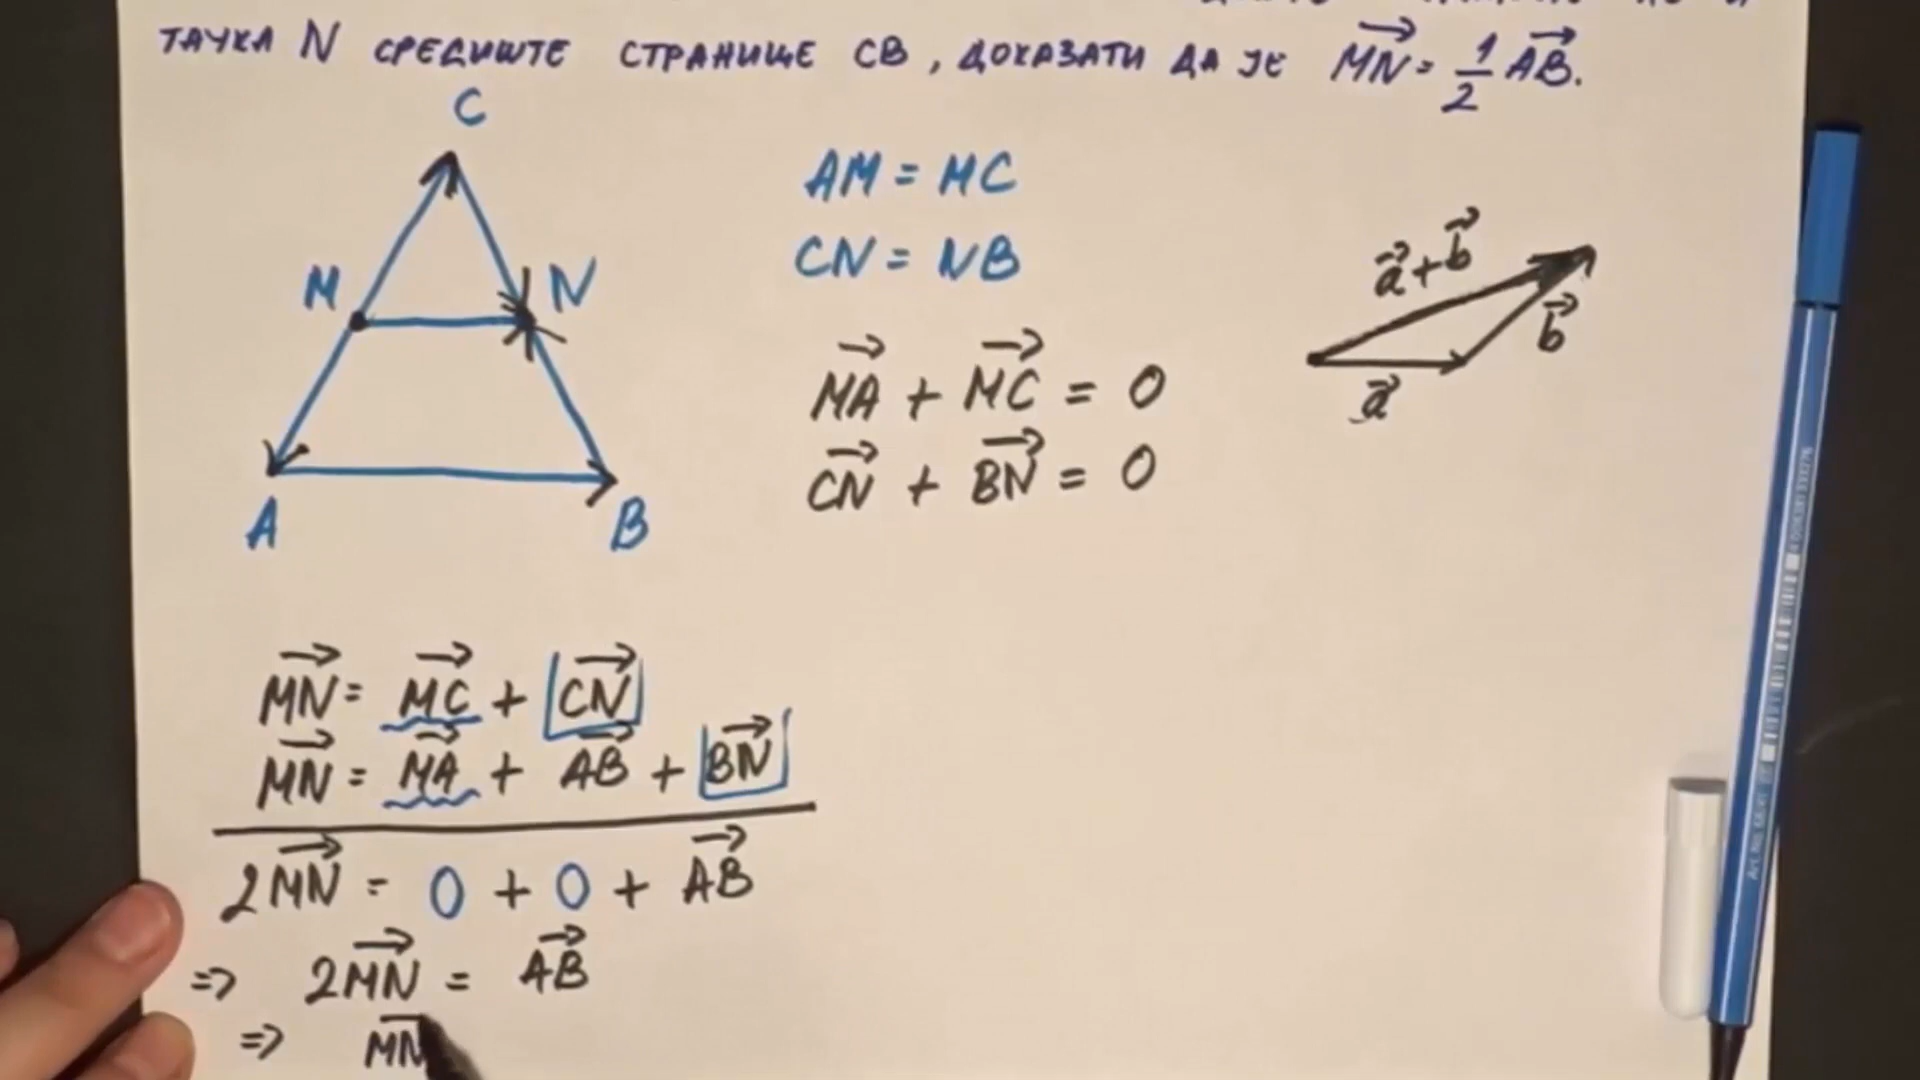 ТАЧКА N СРЕДИШТЕ СТРАНИЦЕ CB, ДОКАЗАТИ ДА ЈЕ MN⃗ = 1/2 AB⃗.
C
AM = MC
CN = NB
M N
a⃗+b⃗
b⃗
a⃗
MA⃗ + MC⃗ = 0
CN⃗ + BN⃗ = 0
A B
MN⃗ = MC⃗ + CN⃗
MN⃗ = MA⃗ + AB⃗ + BN⃗
2MN⃗ = 0 + 0 + AB⃗
=> 2MN⃗ = AB⃗
=> MN